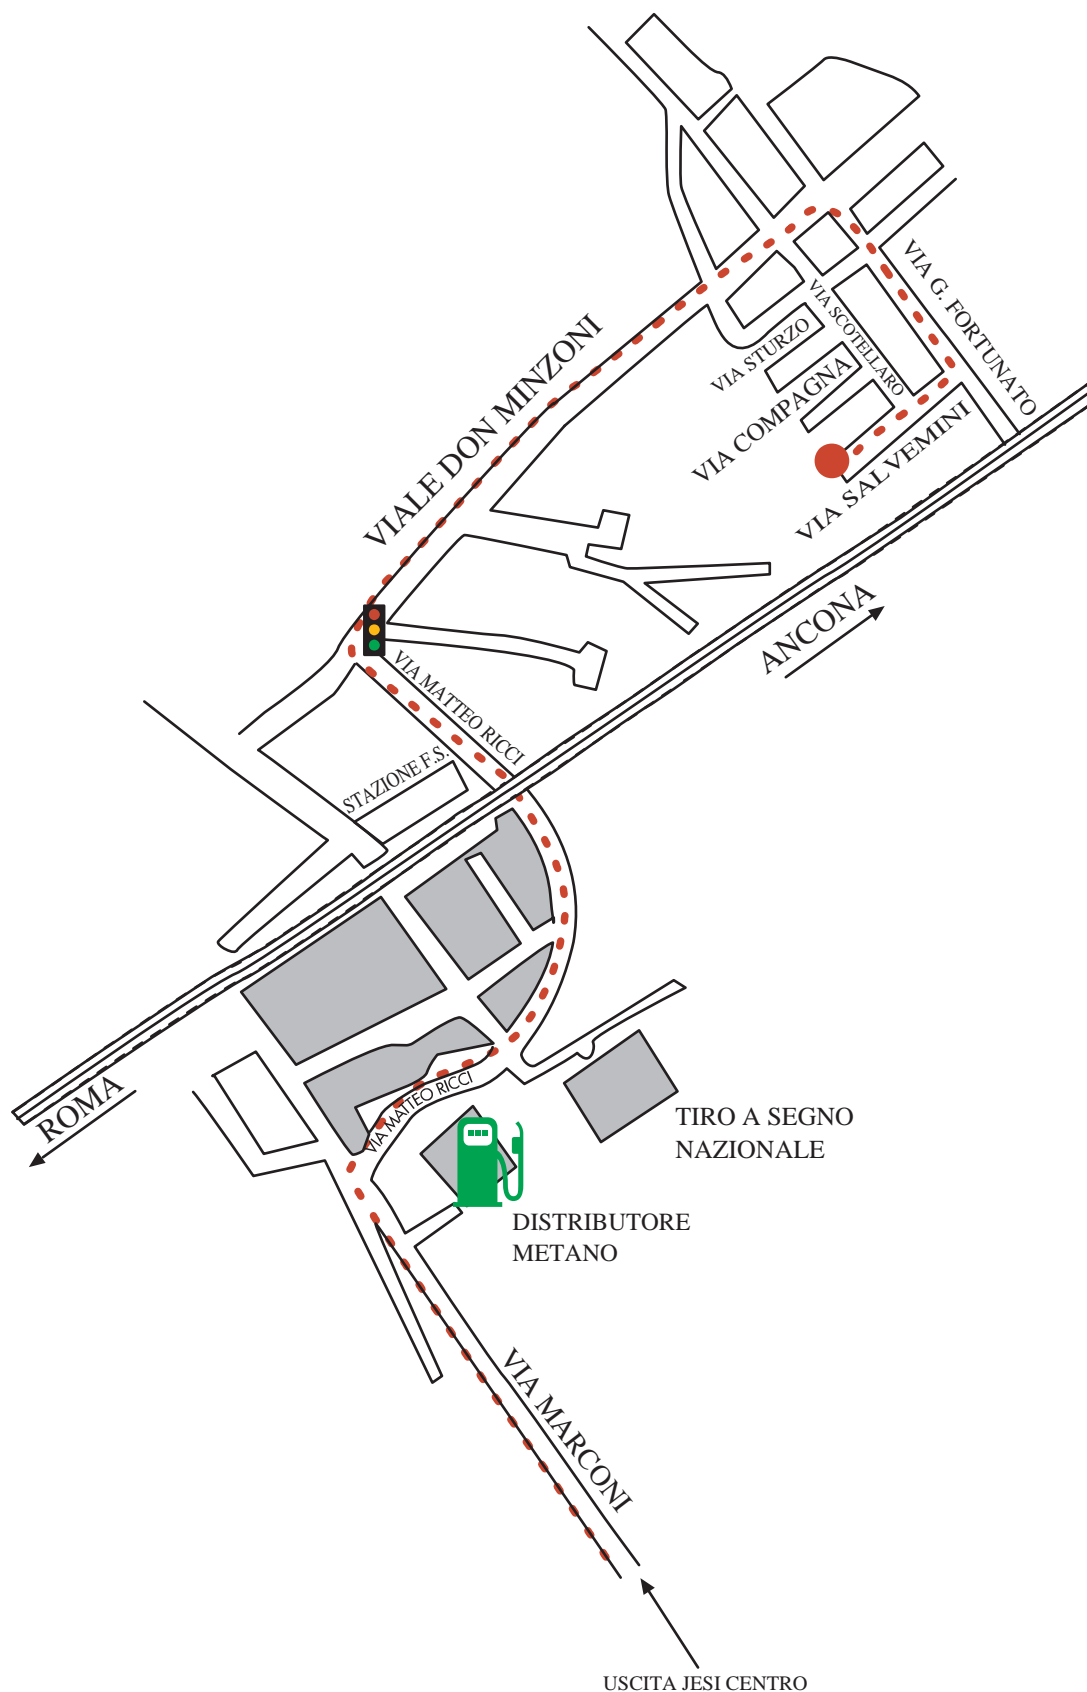 VIA G. FORTUNATO
VIA SCOTELLARO
VIA STURZO
VIA COMPAGNA
VIA SALVEMINI
VIALE DON MINZONI
ANCONA
VIA MATTEO RICCI
STAZIONE F.S.
ROMA
VIA MATTEO RICCI
TIRO A SEGNO
NAZIONALE
DISTRIBUTORE
METANO
VIA MARCONI
USCITA JESI CENTRO